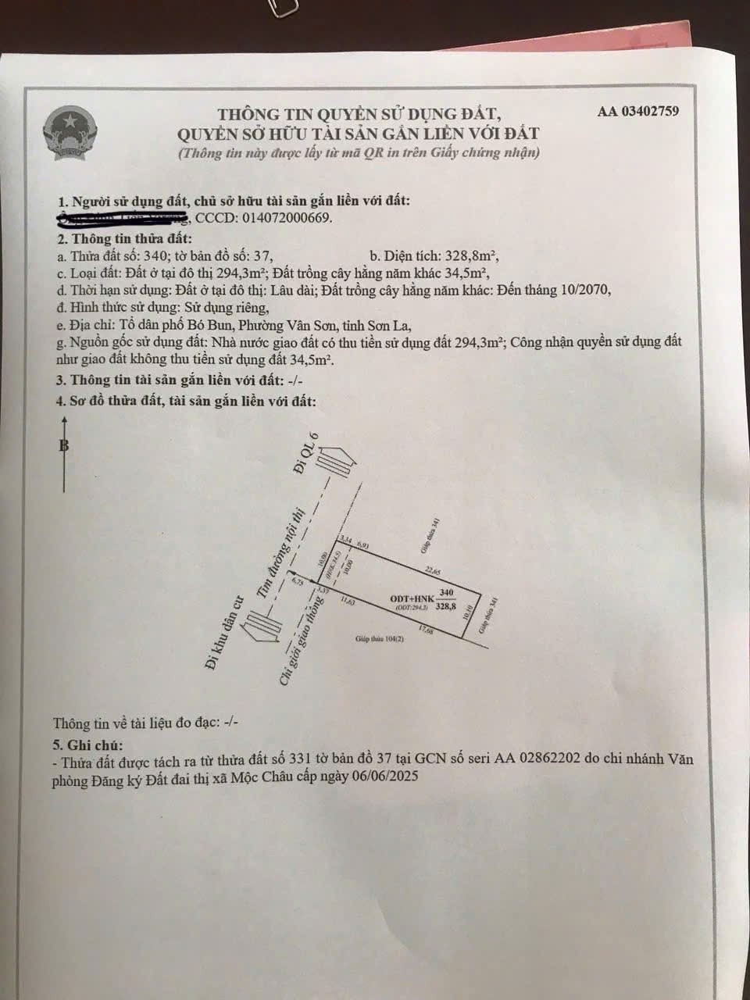 THÔNG TIN QUYỀN SỬ DỤNG ĐẤT,
AA 03402759
QUYỀN SỞ HỮU TÀI SẢN GẮN LIỀN VỚI ĐẤT
(Thông tin này được lấy từ mã QR in trên Giấy chứng nhận)
1. Người sử dụng đất, chủ sở hữu tài sản gắn liền với đất:
, CCCD: 014072000669.
2. Thông tin thửa đất:
a. Thửa đất số: 340; tờ bản đồ số: 37,
b. Diện tích: 328,8m²,
c. Loại đất: Đất ở tại đô thị 294,3m²; Đất trồng cây hằng năm khác 34,5m²,
d. Thời hạn sử dụng: Đất ở tại đô thị: Lâu dài; Đất trồng cây hằng năm khác: Đến tháng 10/2070,
đ. Hình thức sử dụng: Sử dụng riêng,
e. Địa chỉ: Tổ dân phố Bó Bun, Phường Vân Sơn, tỉnh Sơn La,
g. Nguồn gốc sử dụng đất: Nhà nước giao đất có thu tiền sử dụng đất 294,3m²; Công nhận quyền sử dụng đất
như giao đất không thu tiền sử dụng đất 34,5m².
3. Thông tin tài sản gắn liền với đất: -/-
4. Sơ đồ thửa đất, tài sản gắn liền với đất:
B
Đi QL 6
Tim đường nội thị
Đi khu dân cư
Chỉ giới giao thông
6,75
3,34
6,93
10,00
(HNK:34,5)
10,00
3,57
11,63
22,65
Giáp thửa 341
ODT+HNK
340
(ODT:294,3)
328,8
10,10
Giáp thửa 341
17,68
Giáp thửa 104(2)
Thông tin về tài liệu đo đạc: -/-
5. Ghi chú:
- Thửa đất được tách ra từ thửa đất số 331 tờ bản đồ 37 tại GCN số seri AA 02862202 do chi nhánh Văn
phòng Đăng ký Đất đai thị xã Mộc Châu cấp ngày 06/06/2025